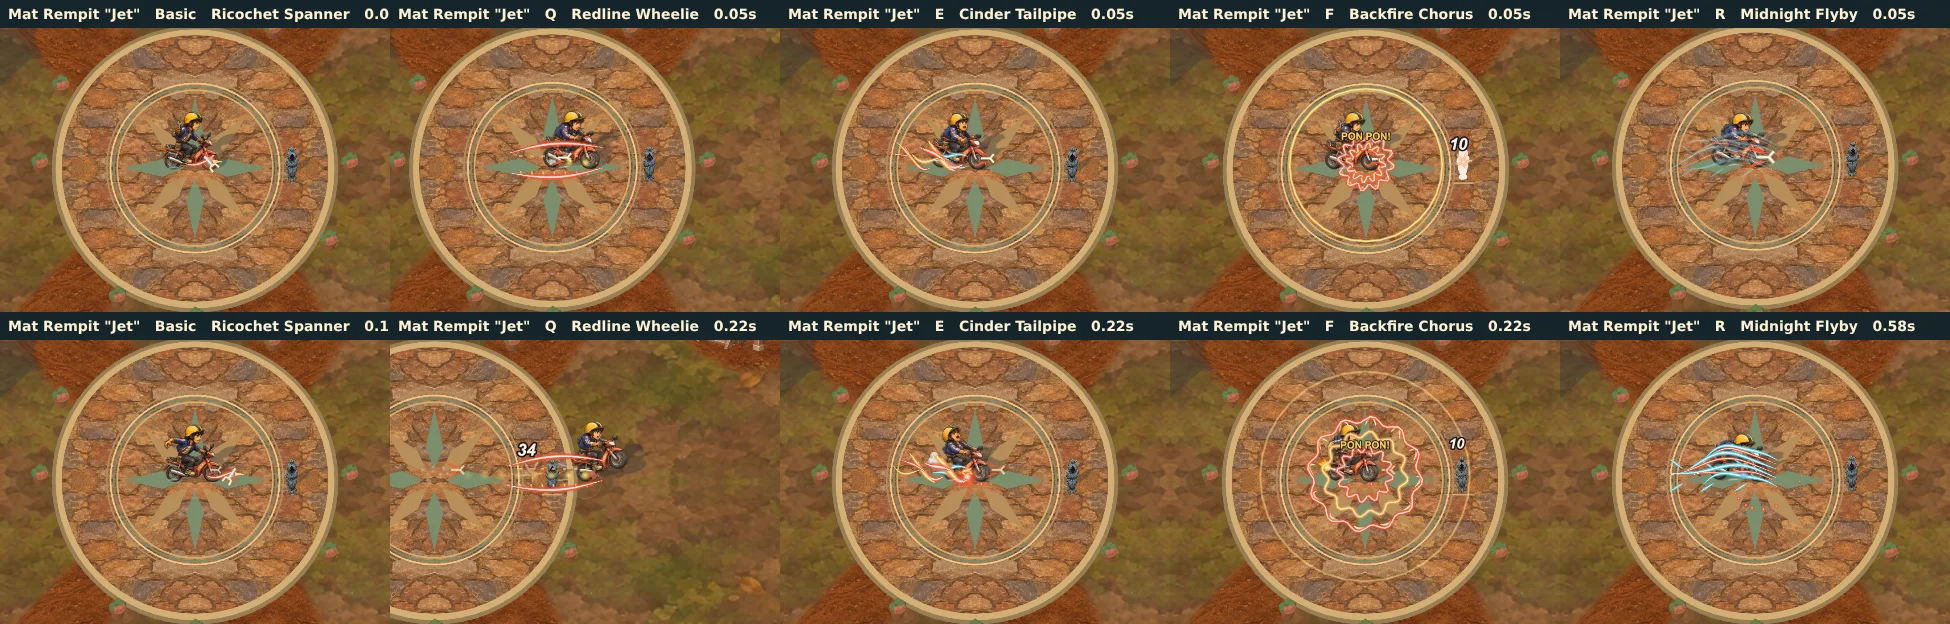 Mat Rempit "Jet" Basic Ricochet Spanner 0.0
Mat Rempit "Jet" Q Redline Wheelie 0.05s
Mat Rempit "Jet" E Cinder Tailpipe 0.05s
Mat Rempit "Jet" F Backfire Chorus 0.05s
Mat Rempit "Jet" R Midnight Flyby 0.05s
PON PON!
10
Mat Rempit "Jet" Basic Ricochet Spanner 0.1
Mat Rempit "Jet" Q Redline Wheelie 0.22s
Mat Rempit "Jet" E Cinder Tailpipe 0.22s
Mat Rempit "Jet" F Backfire Chorus 0.22s
Mat Rempit "Jet" R Midnight Flyby 0.58s
34
PON PON!
10